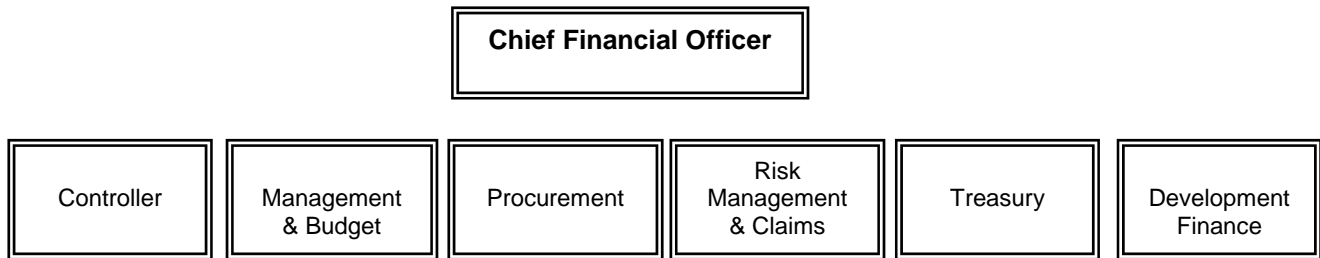 Chief Financial Officer
Controller
Management
& Budget
Procurement
Risk
Management
& Claims
Treasury
Development
Finance